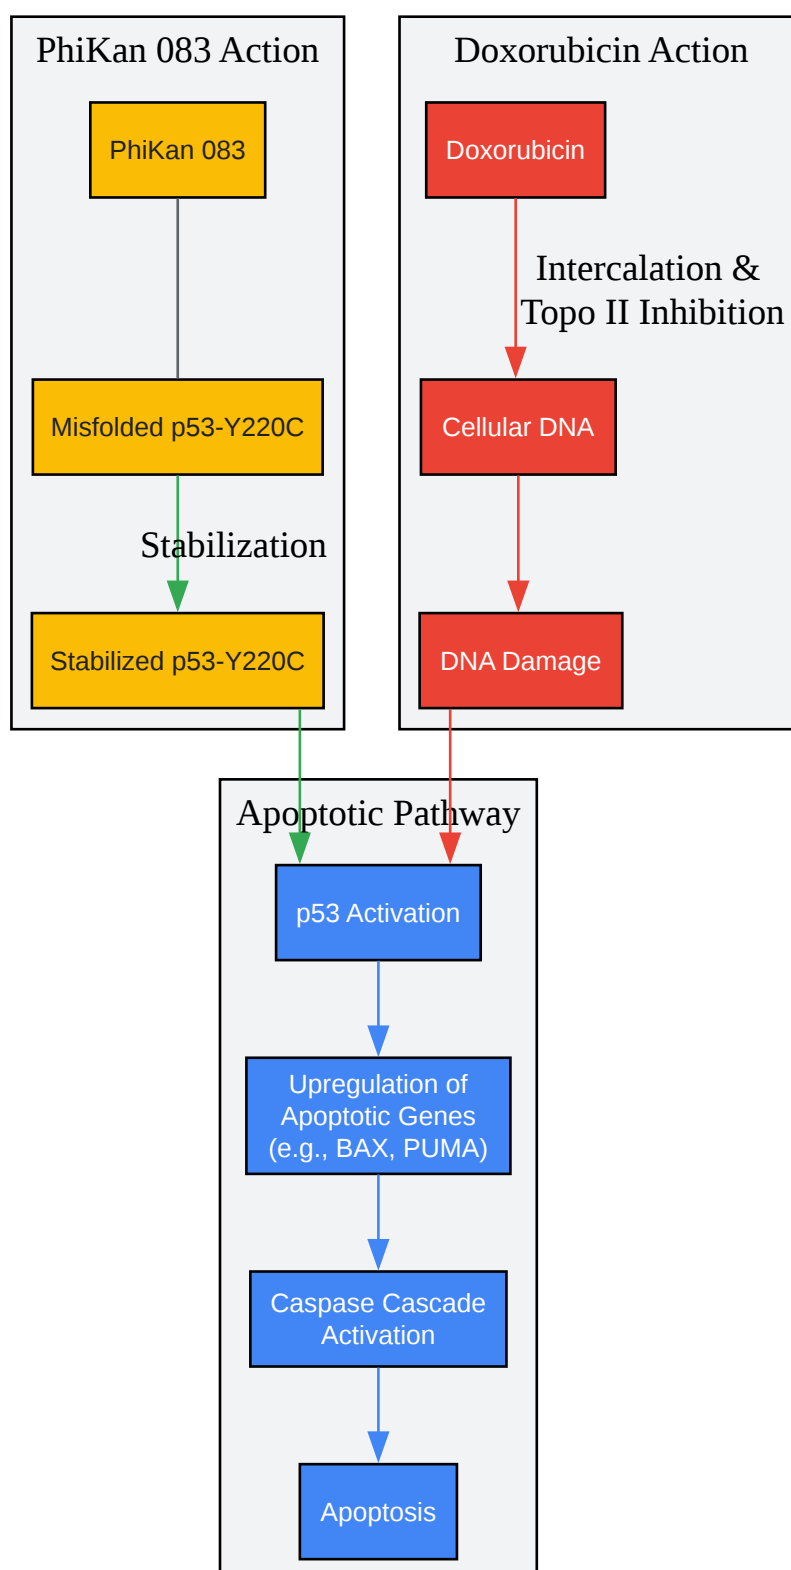 PhiKan 083 Action
PhiKan 083
Misfolded p53-Y220C
Stabilization
Stabilized p53-Y220C
Doxorubicin Action
Doxorubicin
Intercalation &
Topo II Inhibition
Cellular DNA
DNA Damage
Apoptotic Pathway
p53 Activation
Upregulation of
Apoptotic Genes
(e.g., BAX, PUMA)
Caspase Cascade
Activation
Apoptosis